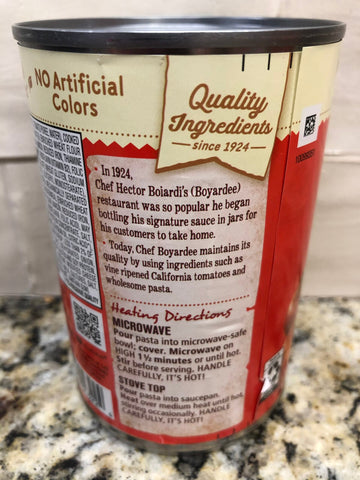 NO Artificial
Colors
Quality
Ingredients
since 1924
• In 1924,
Chef Hector Boiardi's (Boyardee)
restaurant was so popular he began
bottling his signature sauce in jars for
his customers to take home.
• Today, Chef Boyardee maintains its
quality by using ingredients such as
vine ripened California tomatoes and
wholesome pasta.
Heating Directions
MICROWAVE
Pour pasta into microwave-safe
bowl; cover. Microwave on
HIGH 1½ minutes or until hot.
Stir before serving. HANDLE
CAREFULLY, IT'S HOT!
STOVE TOP
Pour pasta into saucepan.
Heat over medium heat until hot,
stirring occasionally. HANDLE
CAREFULLY, IT'S HOT!